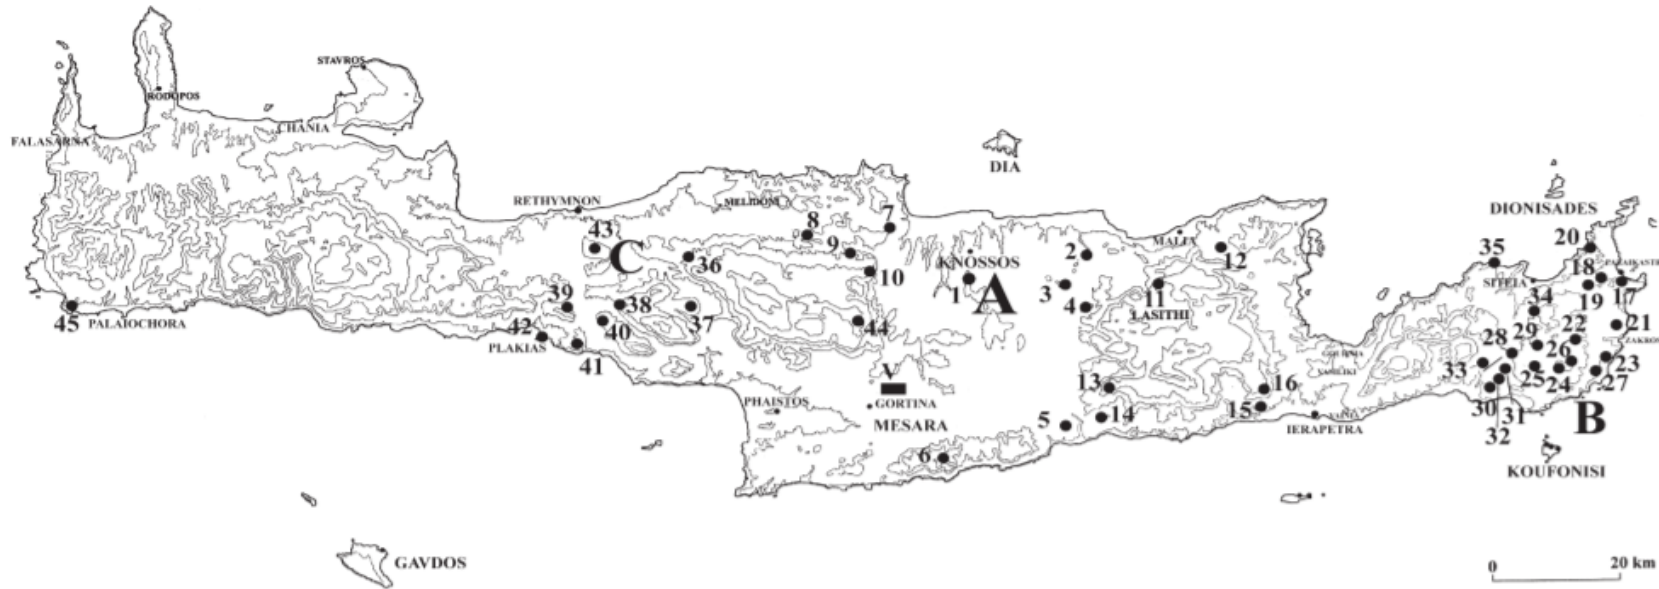 STAVROS
RODOPOS
CHANIA
FALASARNA
DIA
RETHYMNON
MELIDONI
DIONISADES
7
8
43
C
MALIA
2
12
20
9
36
KNOSSOS
35
18
PALAIKASTR
10
1
A
3
11
LASITHI
SITEIA
19
17
45
PALAIOCHORA
39
38
37
4
34
42
PLAKIAS
40
44
29
22
21
ZAKROS
41
28
26
GOURNIA
VASILIKI
33
23
V
13
16
25
24
27
PHAISTOS
GORTINA
30
31
B
MESARA
5
14
15
VAINIA
IERAPETRA
32
6
KOUFONISI
GAVDOS
0
20 km